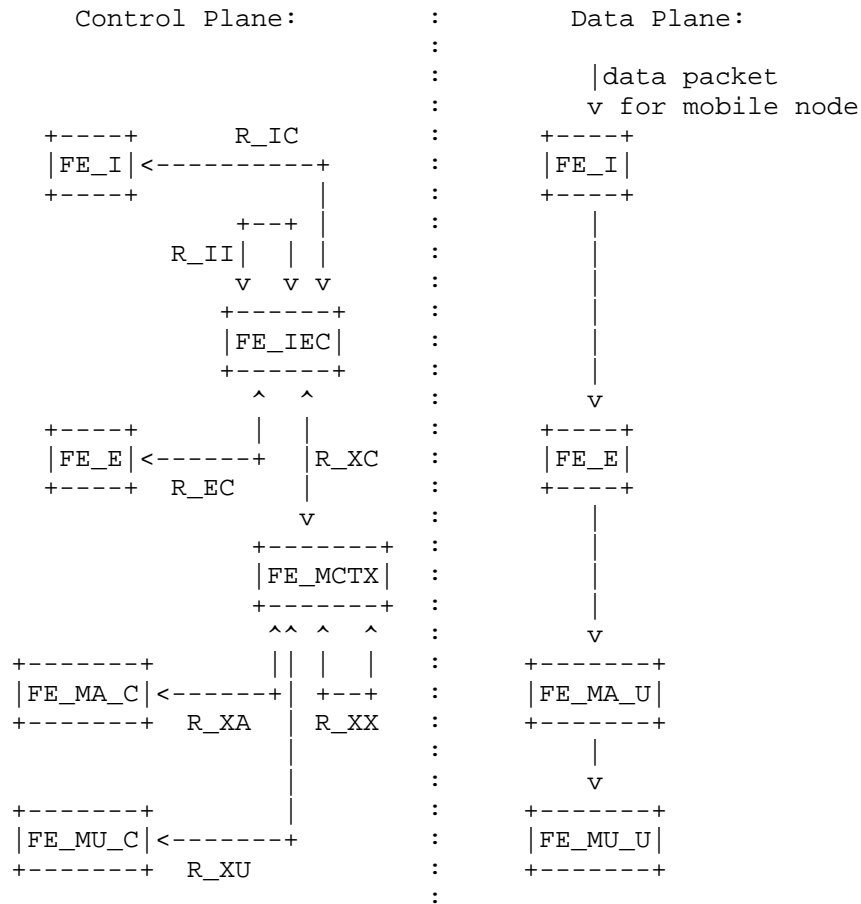 Control Plane: : Data Plane:
:
: |data packet
: v for mobile node
+----+ R_IC : +----+
|FE_I|<----------+ : |FE_I|
+----+ | : +----+
+--+ | : |
R_II| | | : |
v v v : |
+------+ : |
|FE_IEC| : |
+------+ : |
^ ^ : v
+----+ | | : +----+
|FE_E|<------+ |R_XC : |FE_E|
+----+ R_EC | : +----+
v : |
+-------+ : |
|FE_MCTX| : |
+-------+ : |
^^ ^ ^ : v
+-------+ || | | : +-------+
|FE_MA_C|<------+| +--+ : |FE_MA_U|
+-------+ R_XA | R_XX : +-------+
| : |
| : v
+-------+ | : +-------+
|FE_MU_C|<-------+ : |FE_MU_U|
+-------+ R_XU : +-------+
: